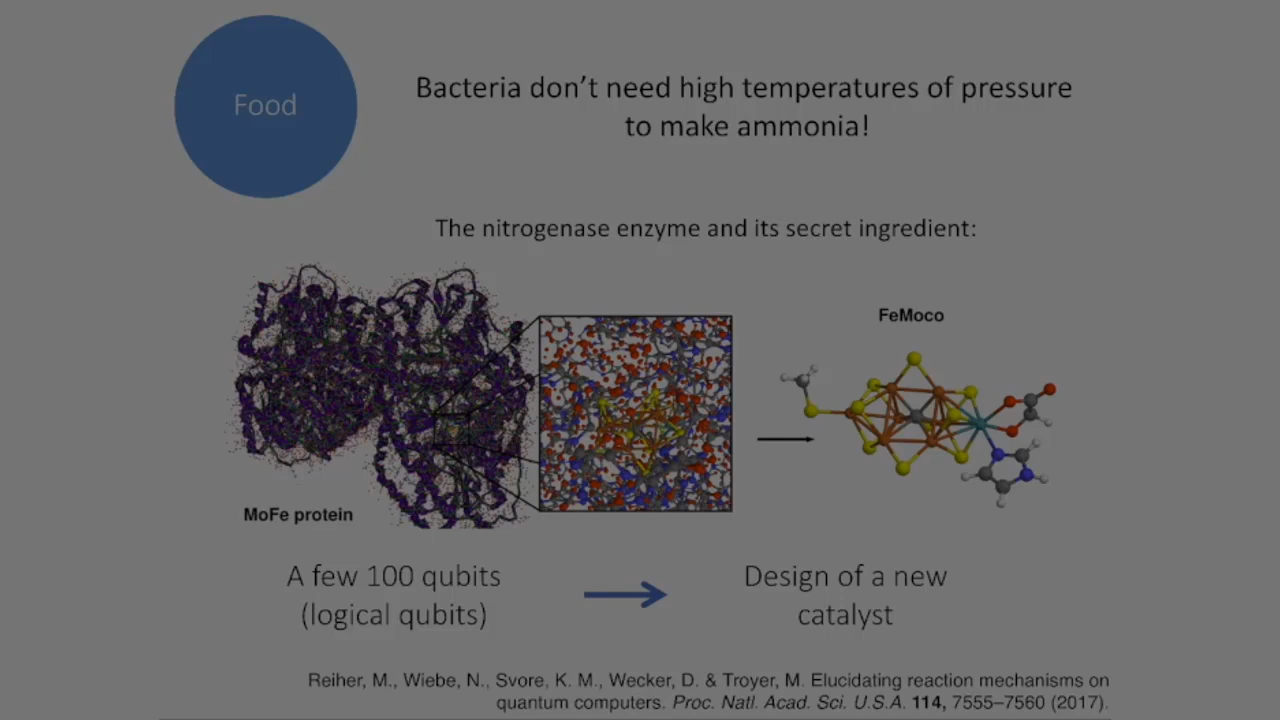 Food
Bacteria don’t need high temperatures of pressure
to make ammonia!
The nitrogenase enzyme and its secret ingredient:
FeMoco
MoFe protein
A few 100 qubits
(logical qubits)
Design of a new
catalyst
Reiher, M., Wiebe, N., Svore, K. M., Wecker, D. & Troyer, M. Elucidating reaction mechanisms on
quantum computers. Proc. Natl. Acad. Sci. U.S.A. 114, 7555–7560 (2017).